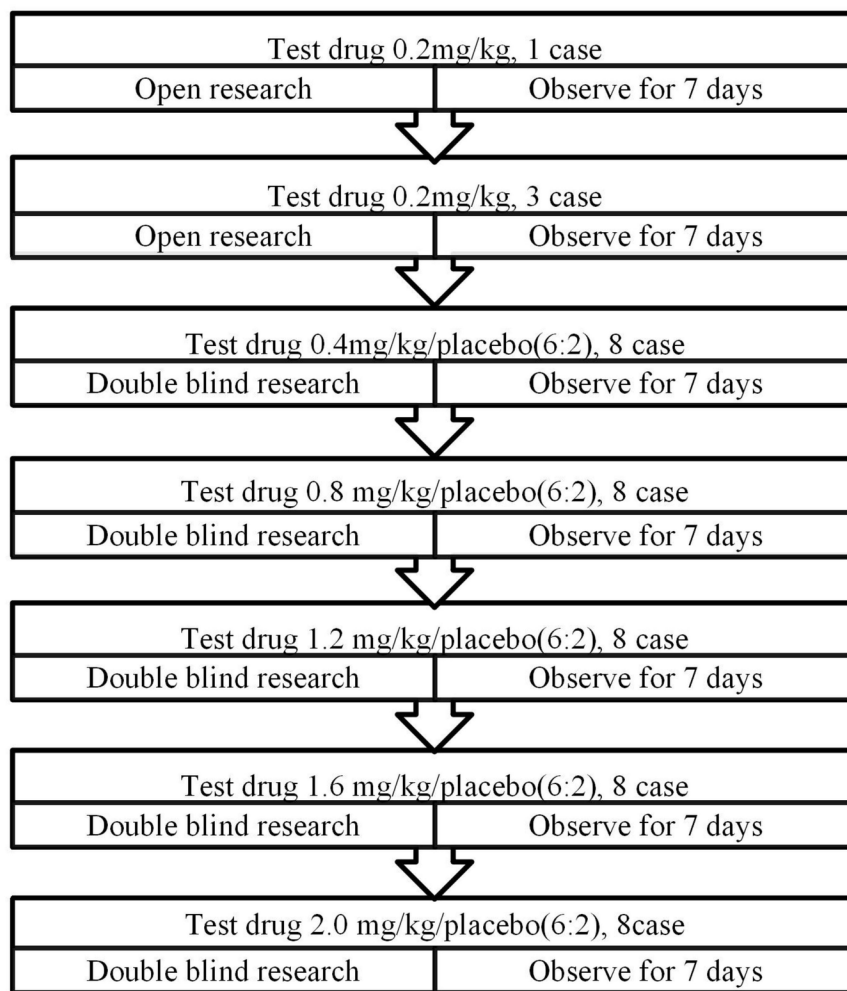 Test drug 0.2mg/kg, 1 case
Open research Observe for 7 days
Test drug 0.2mg/kg, 3 case
Open research Observe for 7 days
Test drug 0.4mg/kg/placebo(6:2), 8 case
Double blind research Observe for 7 days
Test drug 0.8 mg/kg/placebo(6:2), 8 case
Double blind research Observe for 7 days
Test drug 1.2 mg/kg/placebo(6:2), 8 case
Double blind research Observe for 7 days
Test drug 1.6 mg/kg/placebo(6:2), 8 case
Double blind research Observe for 7 days
Test drug 2.0 mg/kg/placebo(6:2), 8case
Double blind research Observe for 7 days